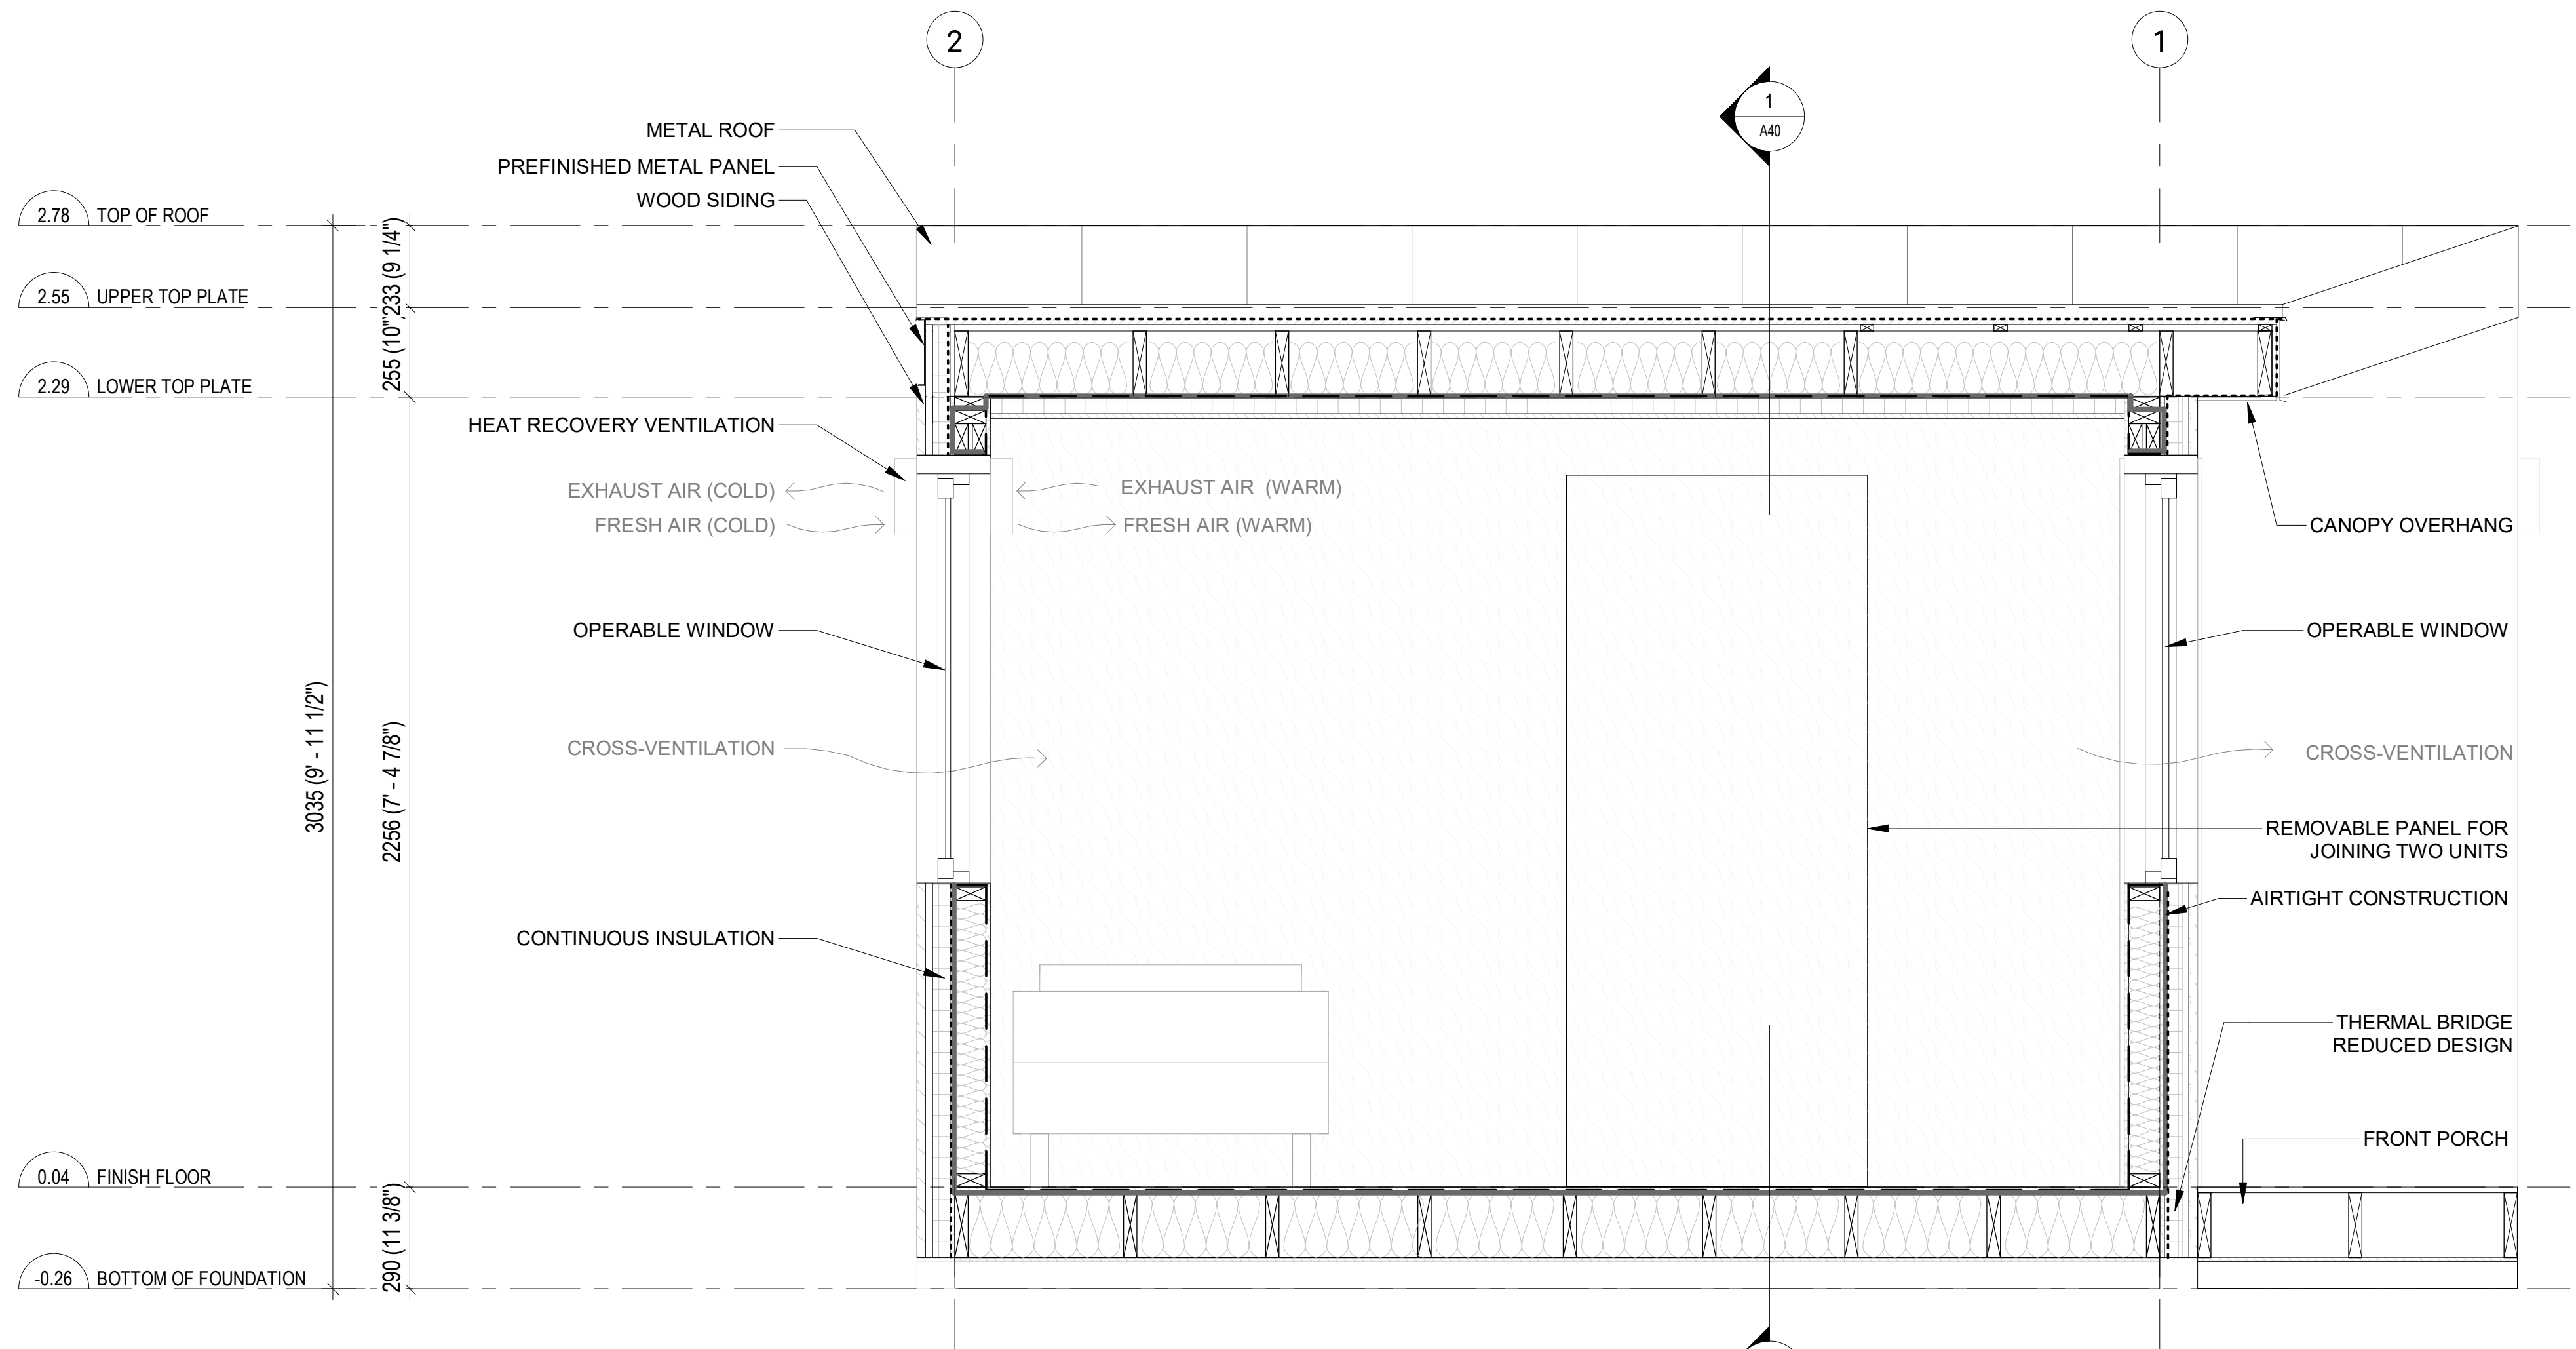 2
1
1
A40
METAL ROOF
PREFINISHED METAL PANEL
WOOD SIDING
2.78 TOP OF ROOF
2.55 UPPER TOP PLATE
2.29 LOWER TOP PLATE
233 (9 1/4")
255 (10")
3035 (9' - 11 1/2")
2256 (7' - 4 7/8")
290 (11 3/8")
HEAT RECOVERY VENTILATION
EXHAUST AIR (COLD)
FRESH AIR (COLD)
EXHAUST AIR (WARM)
FRESH AIR (WARM)
CANOPY OVERHANG
OPERABLE WINDOW
OPERABLE WINDOW
CROSS-VENTILATION
CROSS-VENTILATION
REMOVABLE PANEL FOR
JOINING TWO UNITS
AIRTIGHT CONSTRUCTION
CONTINUOUS INSULATION
THERMAL BRIDGE
REDUCED DESIGN
FRONT PORCH
0.04 FINISH FLOOR
-0.26 BOTTOM OF FOUNDATION